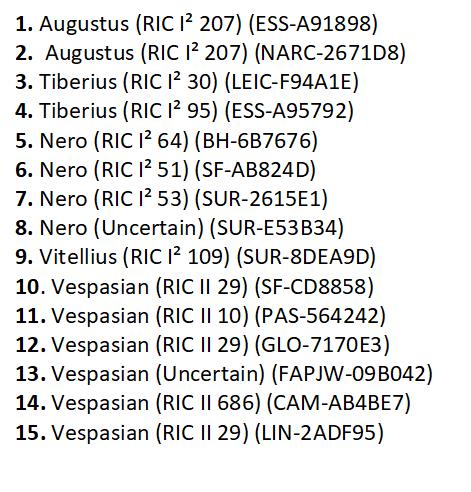 1. Augustus (RIC I² 207) (ESS-A91898)
2. Augustus (RIC I² 207) (NARC-2671D8)
3. Tiberius (RIC I² 30) (LEIC-F94A1E)
4. Tiberius (RIC I² 95) (ESS-A95792)
5. Nero (RIC I² 64) (BH-6B7676)
6. Nero (RIC I² 51) (SF-AB824D)
7. Nero (RIC I² 53) (SUR-2615E1)
8. Nero (Uncertain) (SUR-E53B34)
9. Vitellius (RIC I² 109) (SUR-8DEA9D)
10. Vespasian (RIC II 29) (SF-CD8858)
11. Vespasian (RIC II 10) (PAS-564242)
12. Vespasian (RIC II 29) (GLO-7170E3)
13. Vespasian (Uncertain) (FAPJW-09B042)
14. Vespasian (RIC II 686) (CAM-AB4BE7)
15. Vespasian (RIC II 29) (LIN-2ADF95)